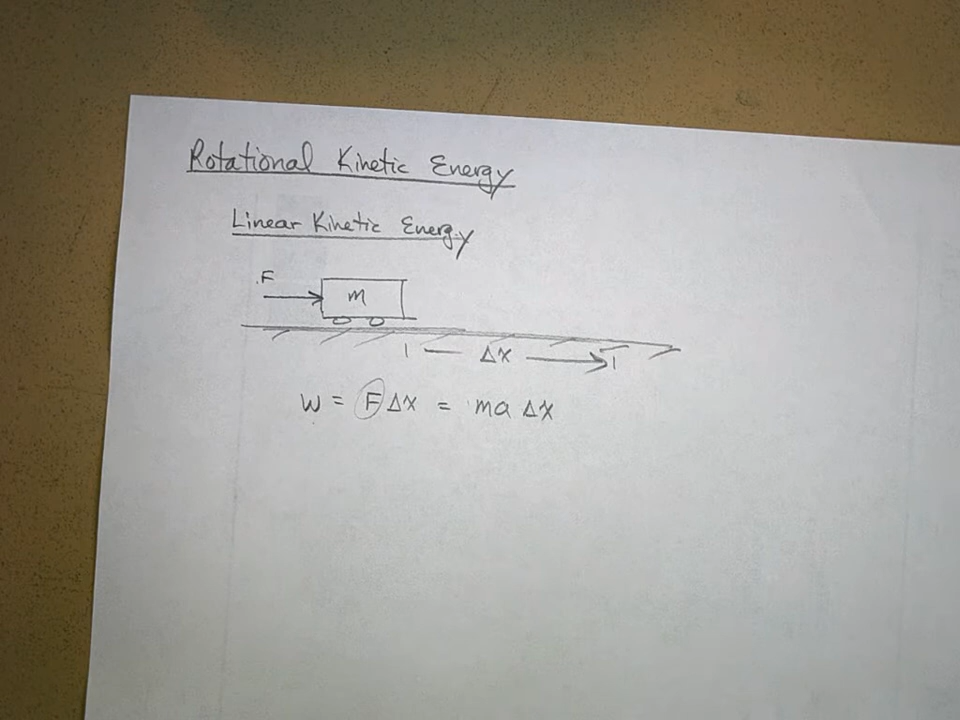 Rotational Kinetic Energy
Linear Kinetic Energy
F
m
Δx
W = FΔx = ma Δx